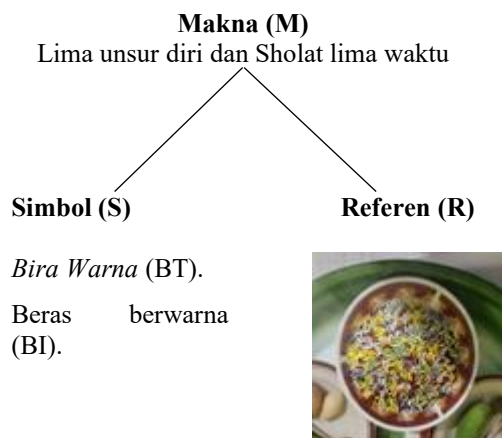 Makna (M)
Lima unsur diri dan Sholat lima waktu
Simbol (S)
Referen (R)
Bira Warna (BT).
Beras berwarna
(BI).